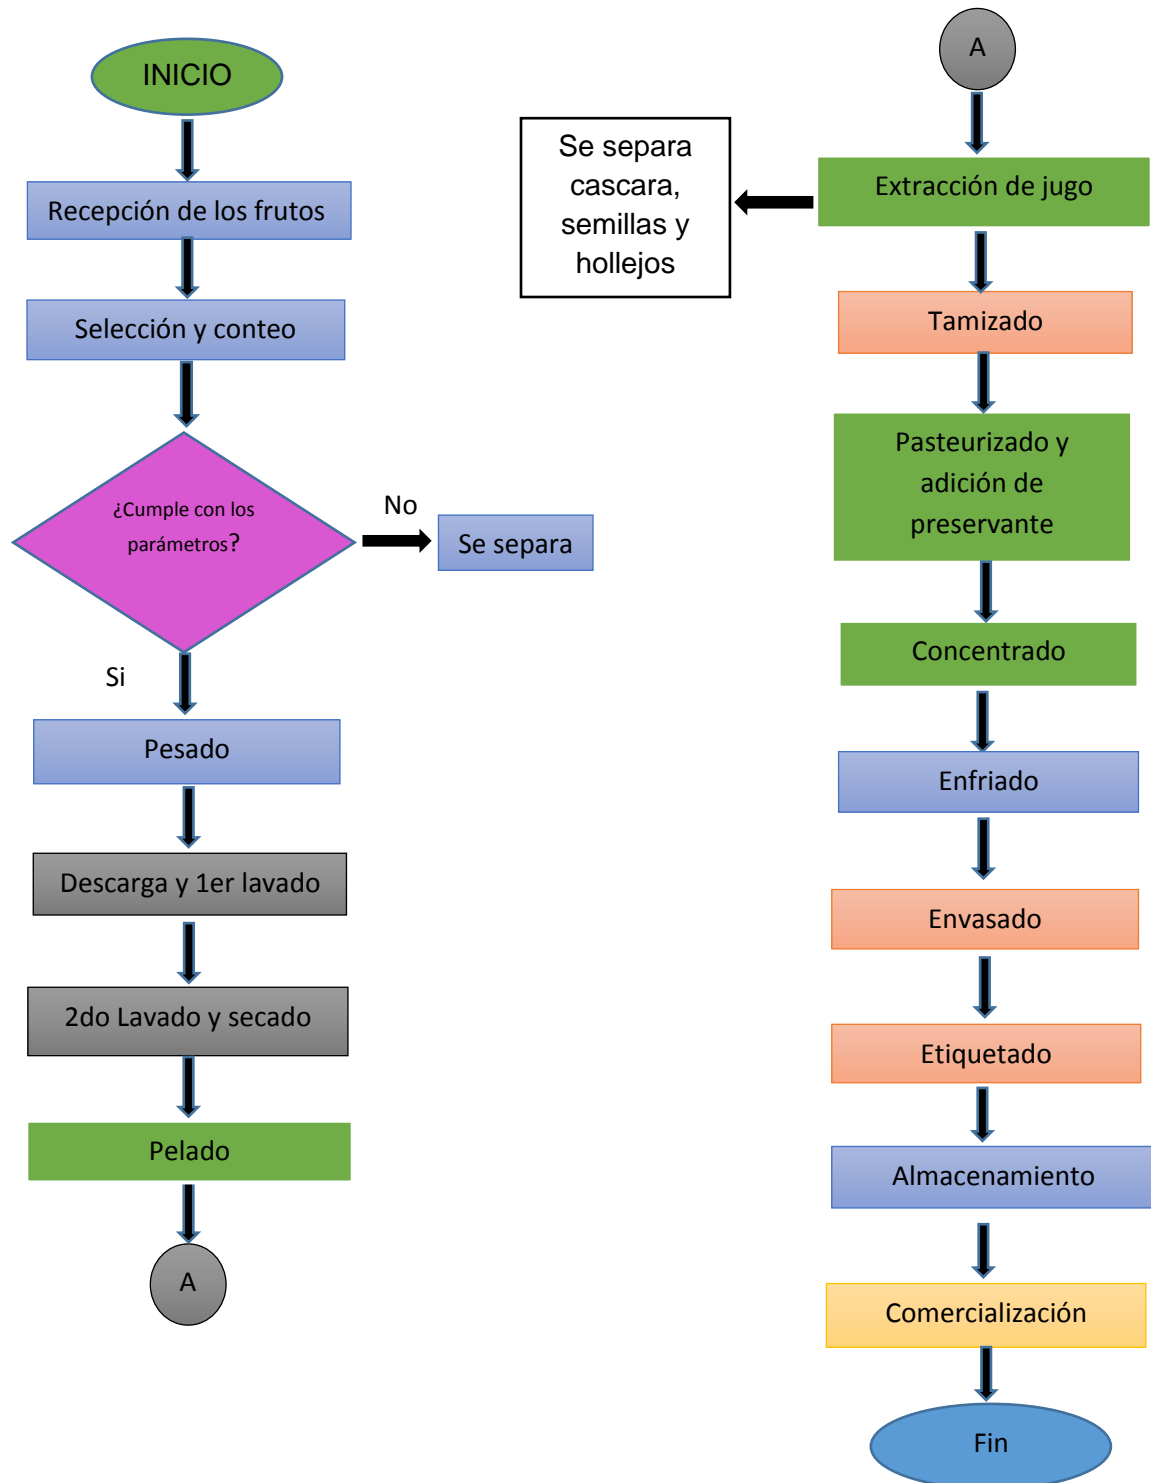 INICIO
Recepción de los frutos
Selección y conteo
¿Cumple con los
parámetros?
No
Se separa
Si
Pesado
Descarga y 1er lavado
2do Lavado y secado
Pelado
A
A
Extracción de jugo
Se separa
cascara,
semillas y
hollejos
Tamizado
Pasteurizado y
adición de
preservante
Concentrado
Enfriado
Envasado
Etiquetado
Almacenamiento
Comercialización
Fin